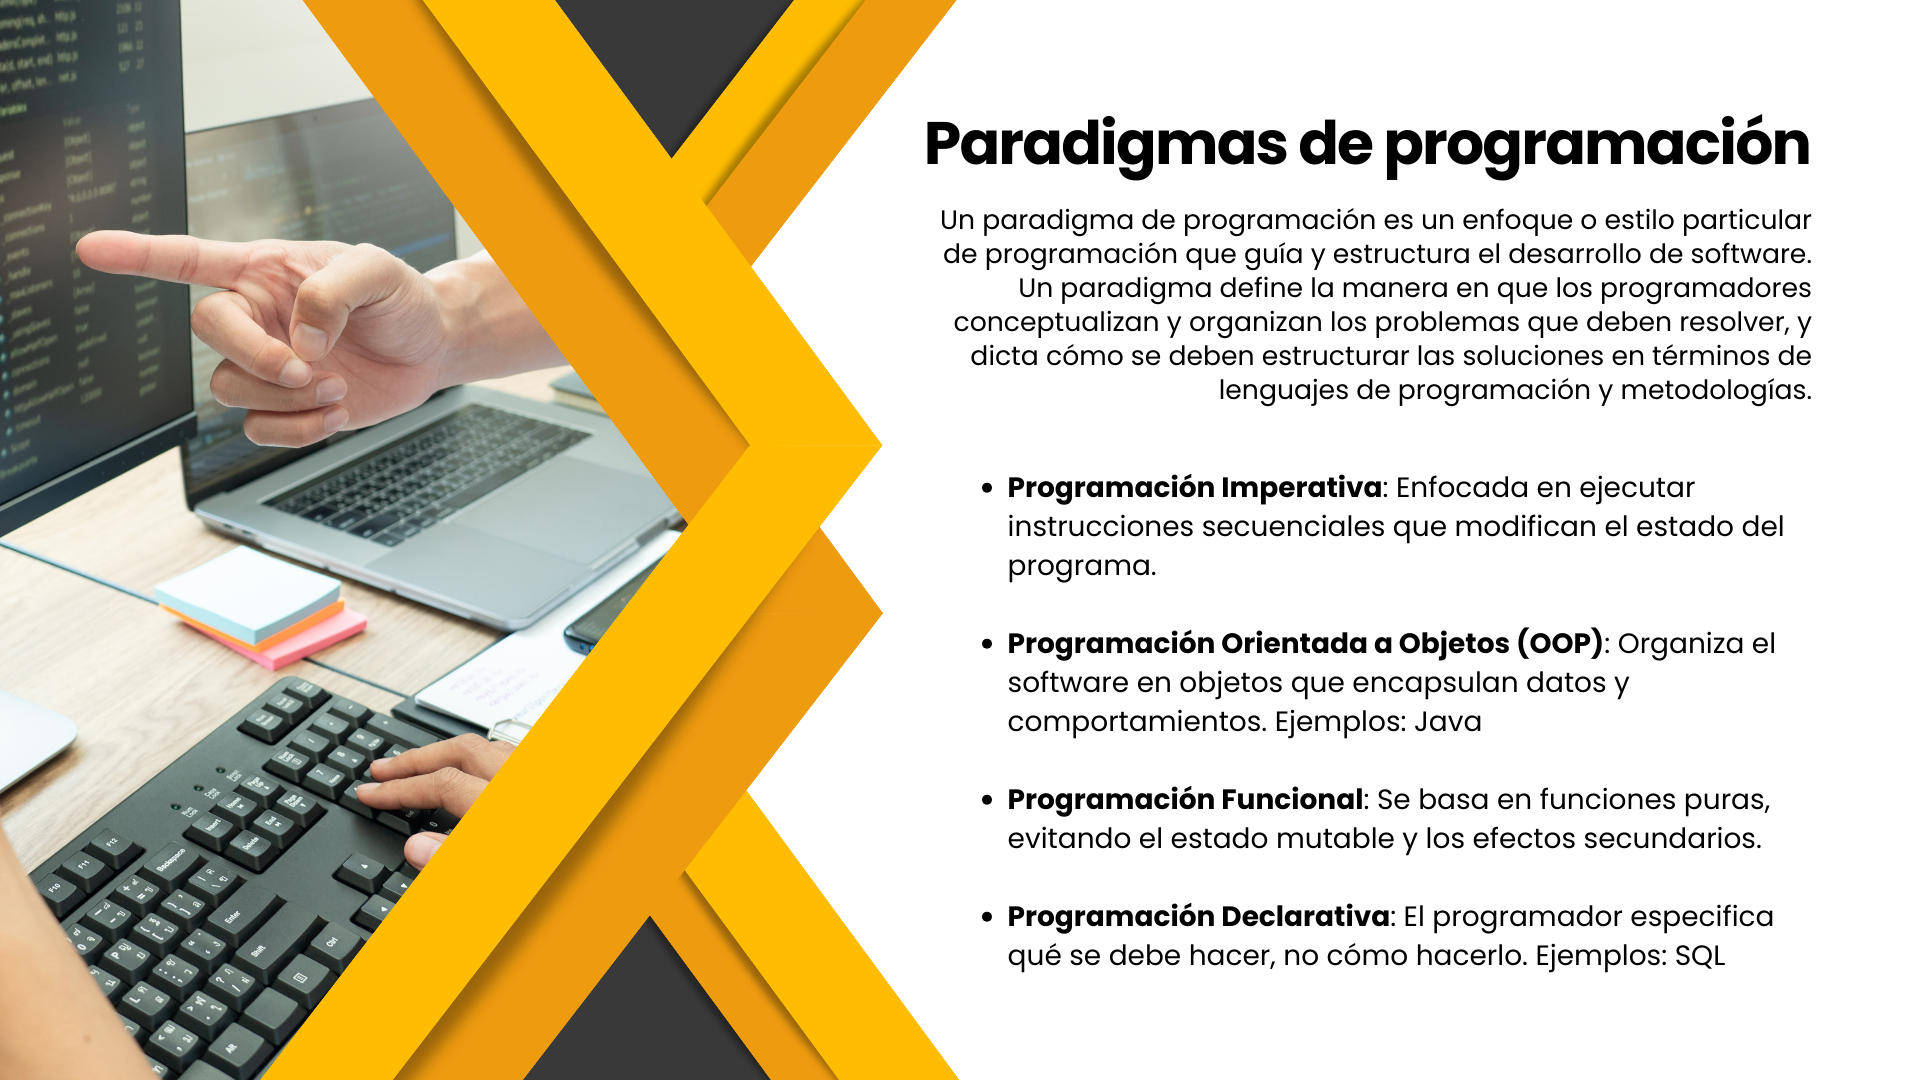 Paradigmas de programación
Un paradigma de programación es un enfoque o estilo particular
de programación que guía y estructura el desarrollo de software.
Un paradigma define la manera en que los programadores
conceptualizan y organizan los problemas que deben resolver, y
dicta cómo se deben estructurar las soluciones en términos de
lenguajes de programación y metodologías.
• Programación Imperativa: Enfocada en ejecutar
instrucciones secuenciales que modifican el estado del
programa.
• Programación Orientada a Objetos (OOP): Organiza el
software en objetos que encapsulan datos y
comportamientos. Ejemplos: Java
• Programación Funcional: Se basa en funciones puras,
evitando el estado mutable y los efectos secundarios.
• Programación Declarativa: El programador especifica
qué se debe hacer, no cómo hacerlo. Ejemplos: SQL